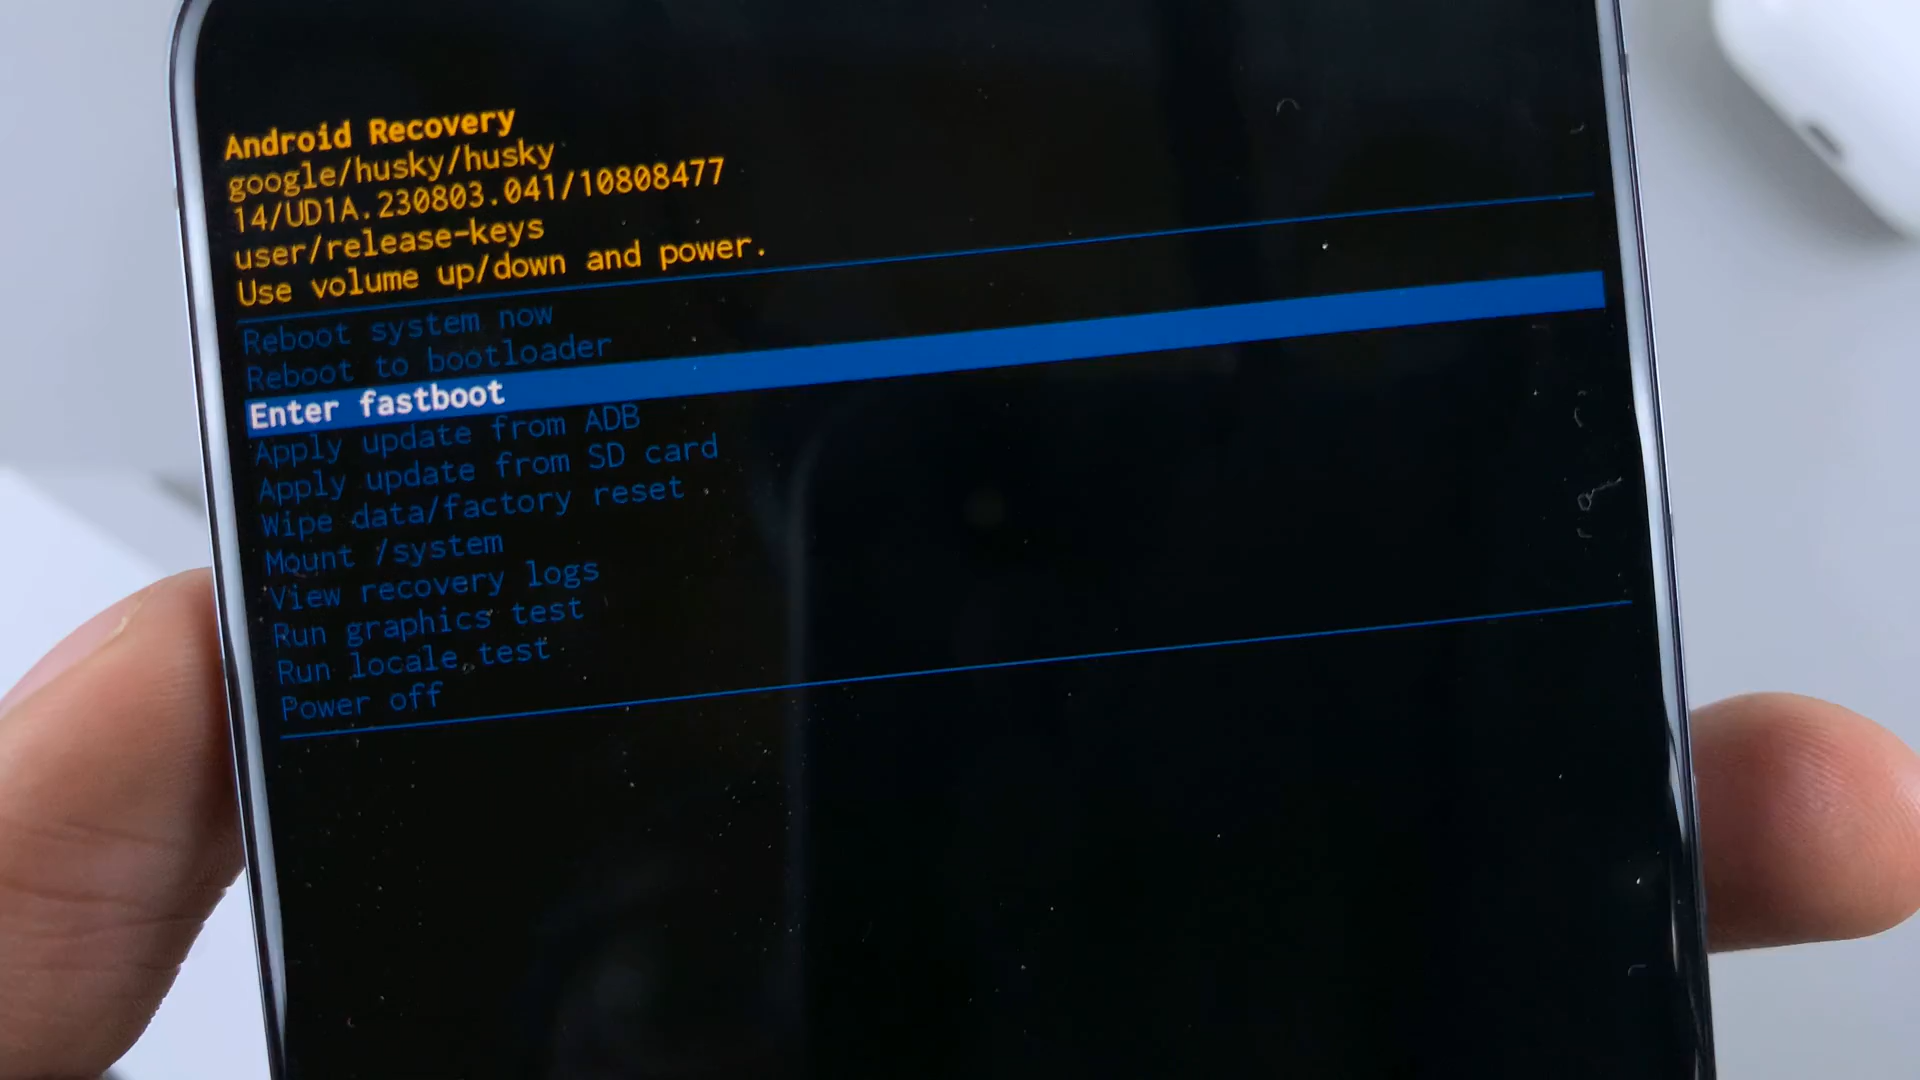 Android Recovery
google/husky/husky
14/UD1A.230803.041/10808477
user/release-keys
Use volume up/down and power.
Reboot system now
Reboot to bootloader
Enter fastboot
Apply update from ADB
Apply update from SD card
Wipe data/factory reset
Mount /system
View recovery logs
Run graphics test
Run locale test
Power off